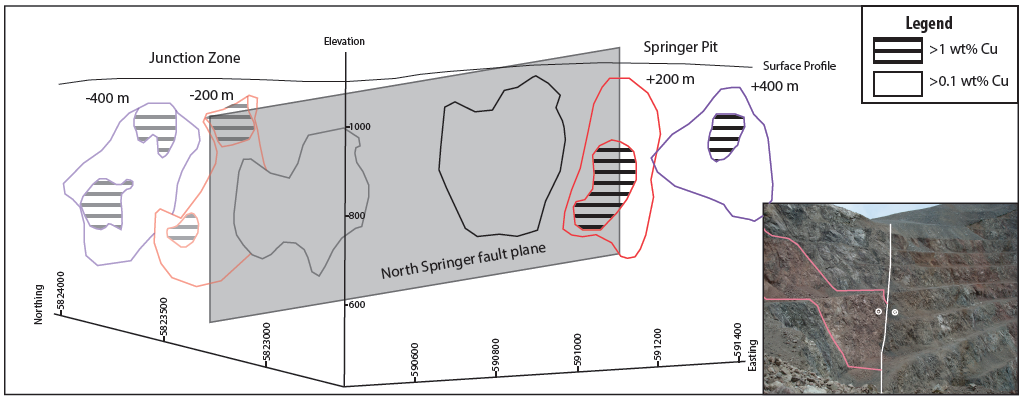 Legend
>1 wt% Cu
>0.1 wt% Cu
Elevation
Junction Zone
Springer Pit
Surface Profile
-400 m
-200 m
+200 m
+400 m
1000
800
600
North Springer fault plane
Northing
5824000
5823500
5823000
590600
590800
591000
591200
591400
Easting